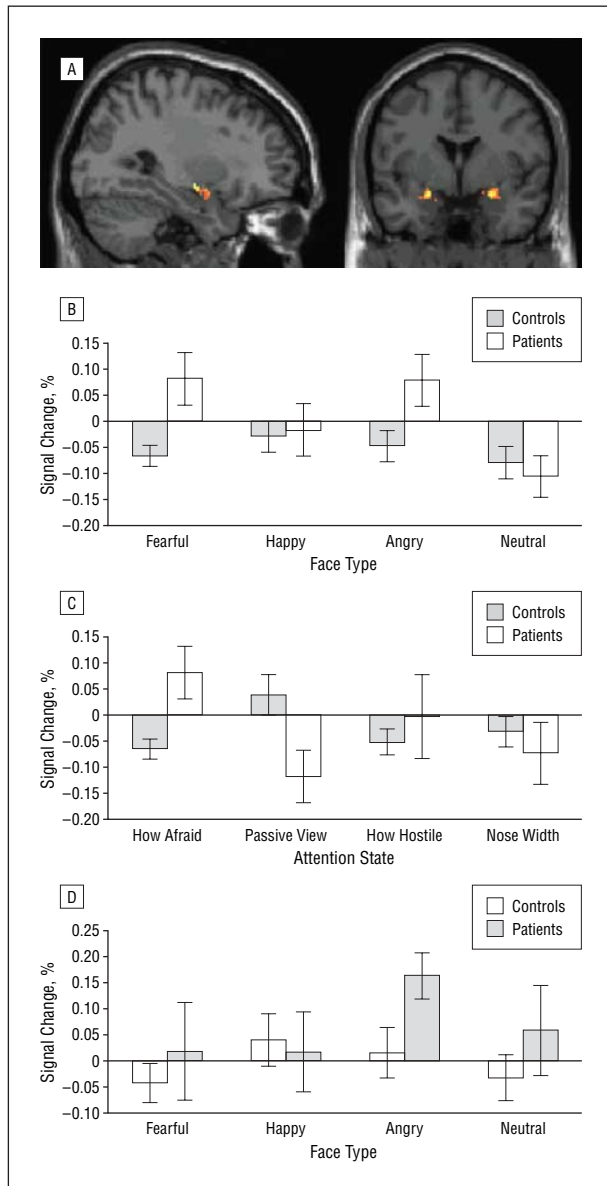 A
B
Controls
Patients
Signal Change, %
0.15
0.10
0.05
0
−0.05
−0.10
−0.15
−0.20
Fearful Happy Angry Neutral
Face Type
C
Controls
Patients
Signal Change, %
0.15
0.10
0.05
0
−0.05
−0.10
−0.15
−0.20
How Afraid Passive View How Hostile Nose Width
Attention State
D
Controls
Patients
Signal Change, %
0.25
0.20
0.15
0.10
0.05
0
−0.05
−0.10
Fearful Happy Angry Neutral
Face Type